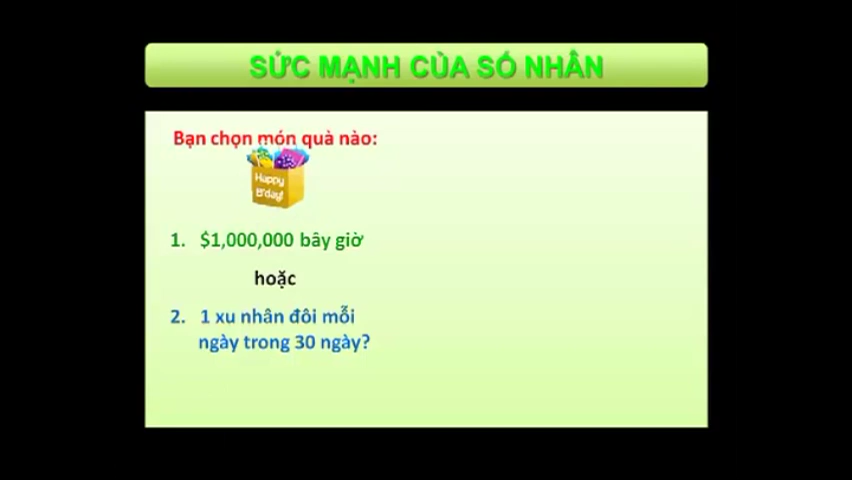 SỨC MẠNH CỦA SỐ NHÂN
Bạn chọn món quà nào:
Happy
B'day!
1. $1,000,000 bây giờ
hoặc
2. 1 xu nhân đôi mỗi
ngày trong 30 ngày?